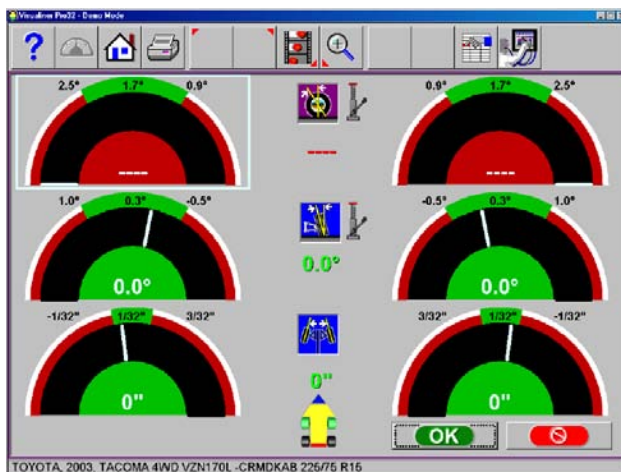 Visualiner Pro32 - Demo Mode
?
2.5° 1.7° 0.9°
0.9° 1.7° 2.5°
----
----
----
1.0° 0.3° -0.5°
-0.5° 0.3° 1.0°
0.0°
0.0°
0.0°
-1/32" 1/32" 3/32"
3/32" 1/32" -1/32"
0"
0"
0"
OK
TOYOTA, 2003, TACOMA 4WD VZN170L -CRMDKAB 225/75 R15